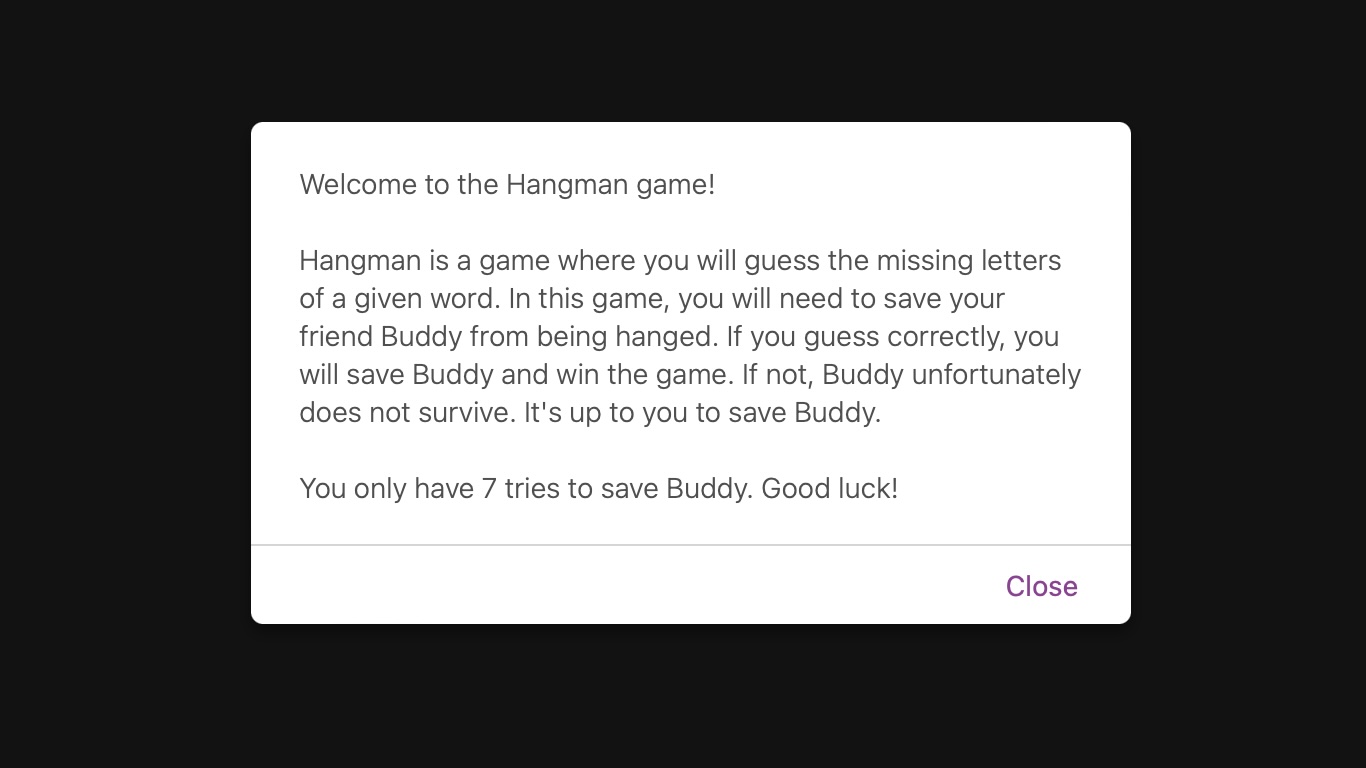 Welcome to the Hangman game!
Hangman is a game where you will guess the missing letters
of a given word. In this game, you will need to save your
friend Buddy from being hanged. If you guess correctly, you
will save Buddy and win the game. If not, Buddy unfortunately
does not survive. It's up to you to save Buddy.
You only have 7 tries to save Buddy. Good luck!
Close